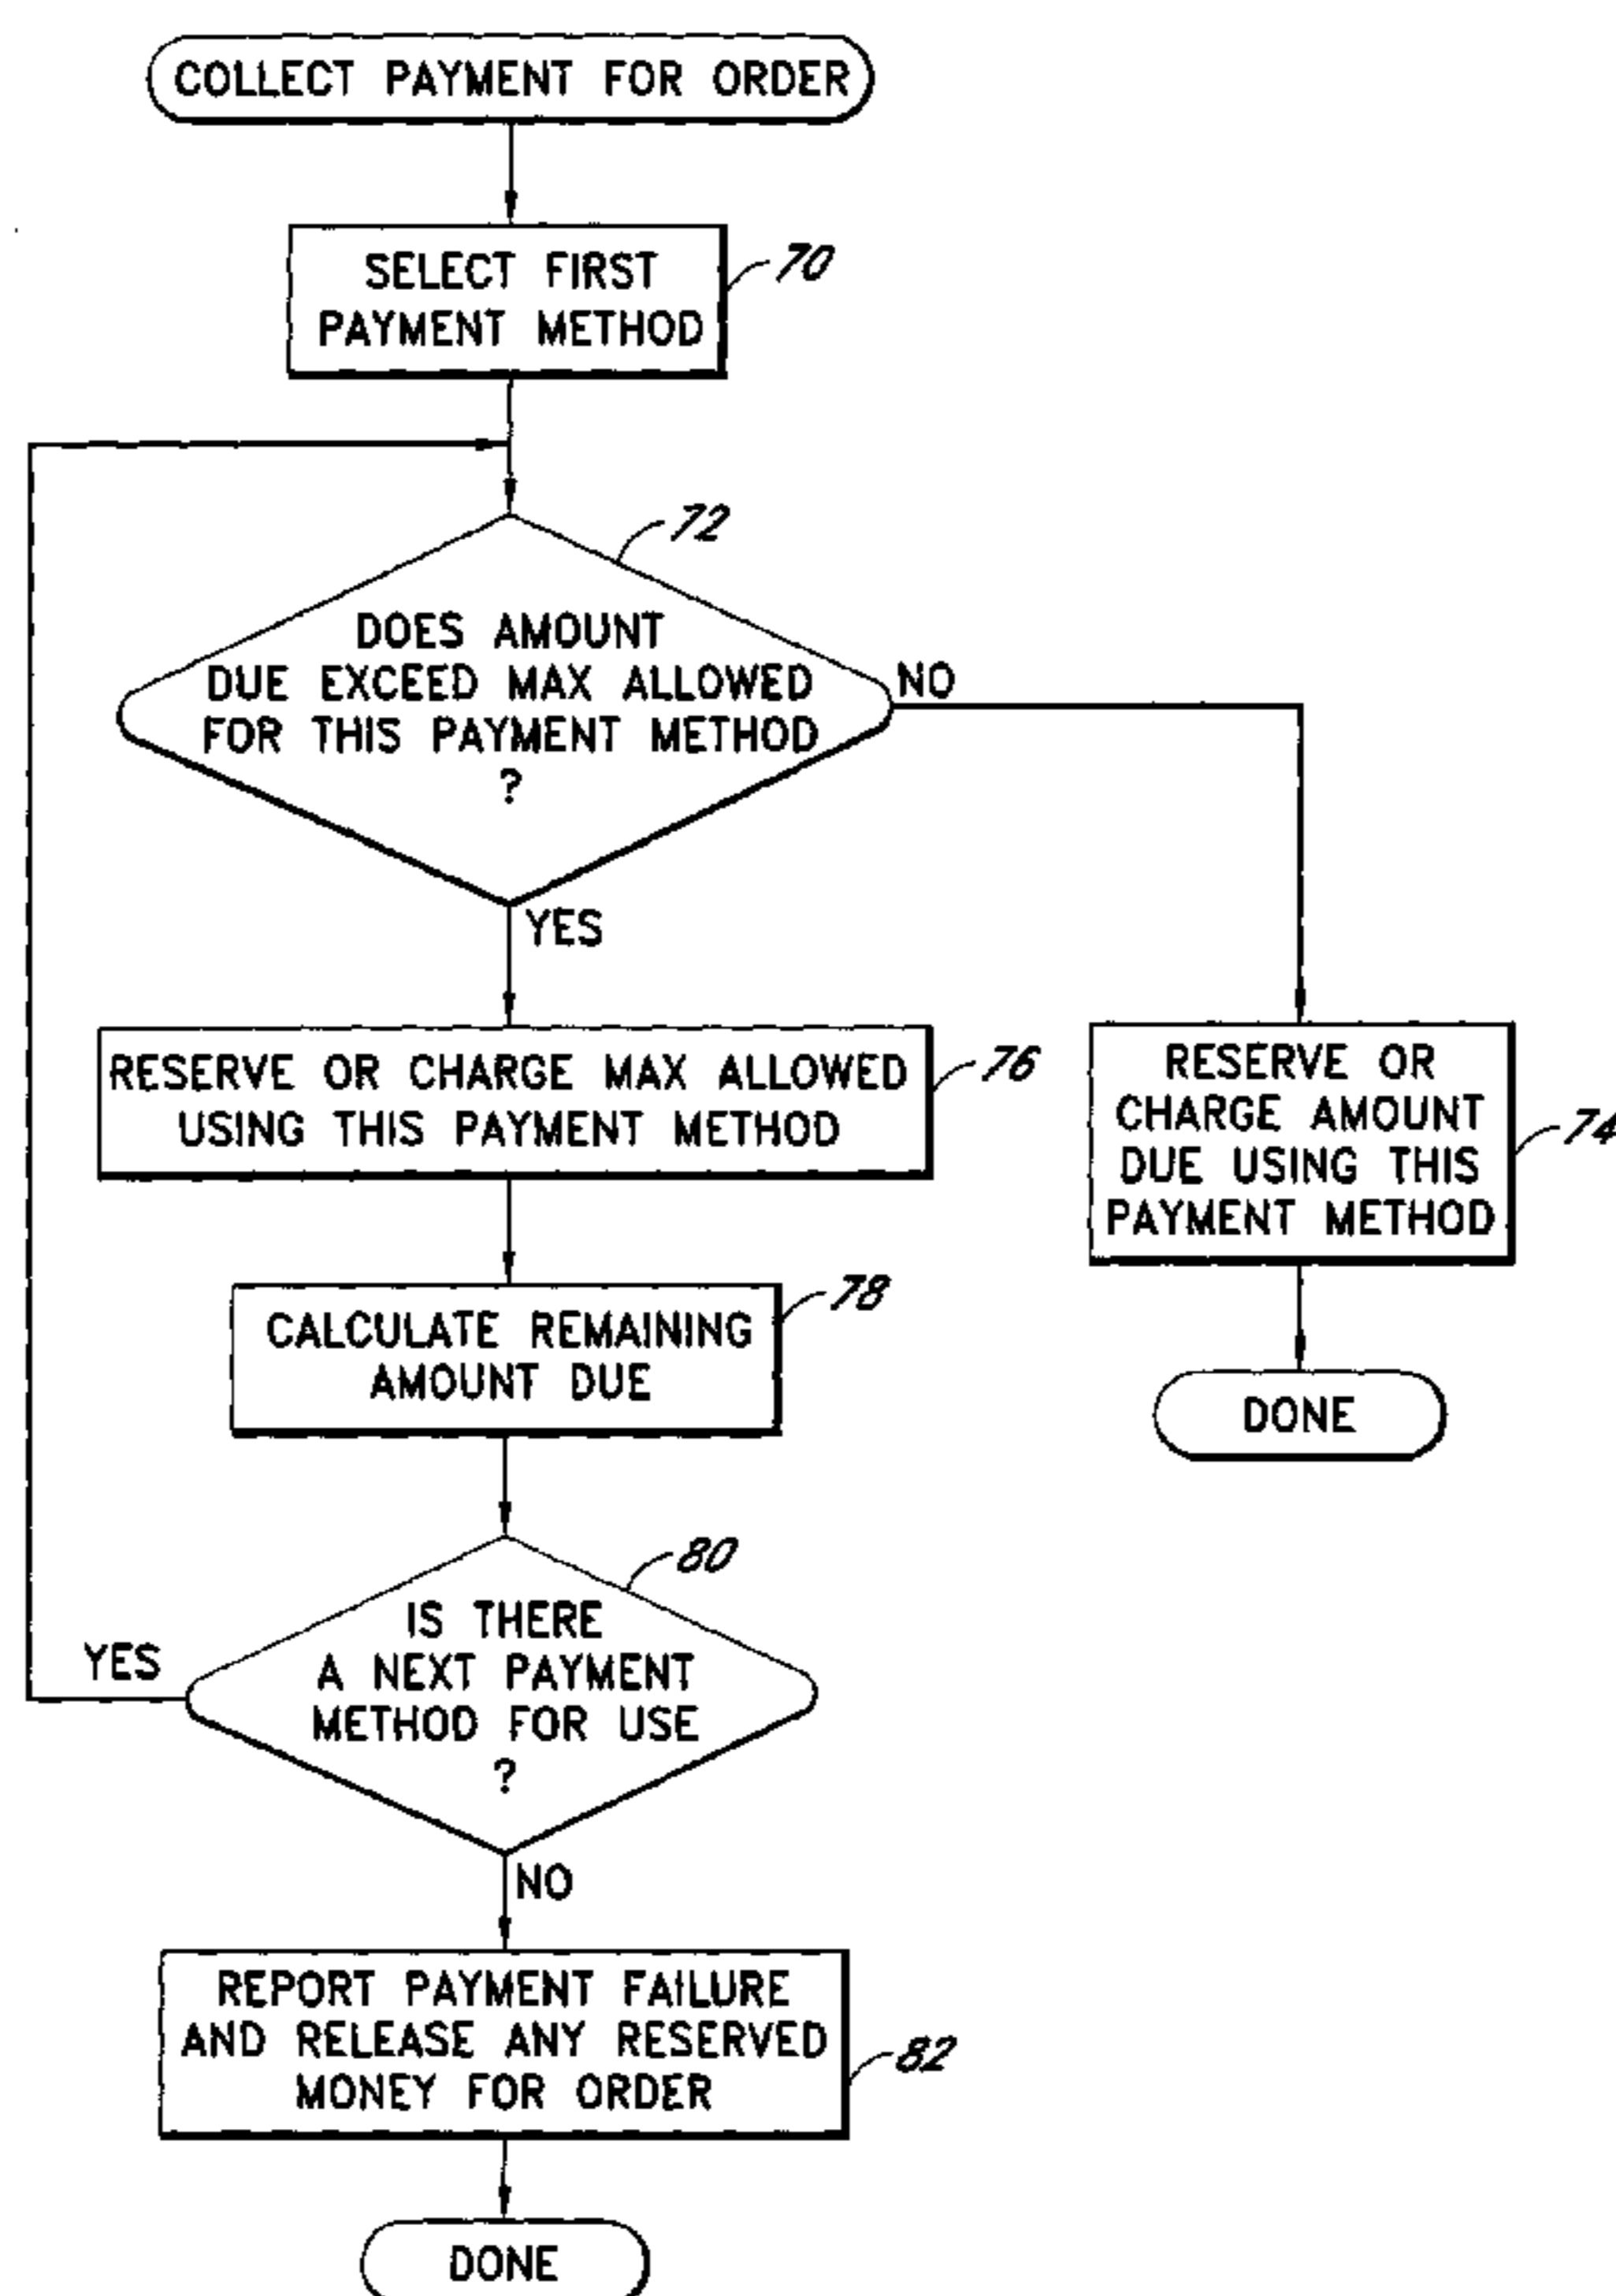 COLLECT PAYMENT FOR ORDER
SELECT FIRST
PAYMENT METHOD
70
72
DOES AMOUNT
DUE EXCEED MAX ALLOWED
FOR THIS PAYMENT METHOD
?
NO
YES
RESERVE OR CHARGE MAX ALLOWED
USING THIS PAYMENT METHOD
76
RESERVE OR
CHARGE AMOUNT
DUE USING THIS
PAYMENT METHOD
74
CALCULATE REMAINING
AMOUNT DUE
78
DONE
80
IS THERE
A NEXT PAYMENT
METHOD FOR USE
?
YES
NO
REPORT PAYMENT FAILURE
AND RELEASE ANY RESERVED
MONEY FOR ORDER
82
DONE